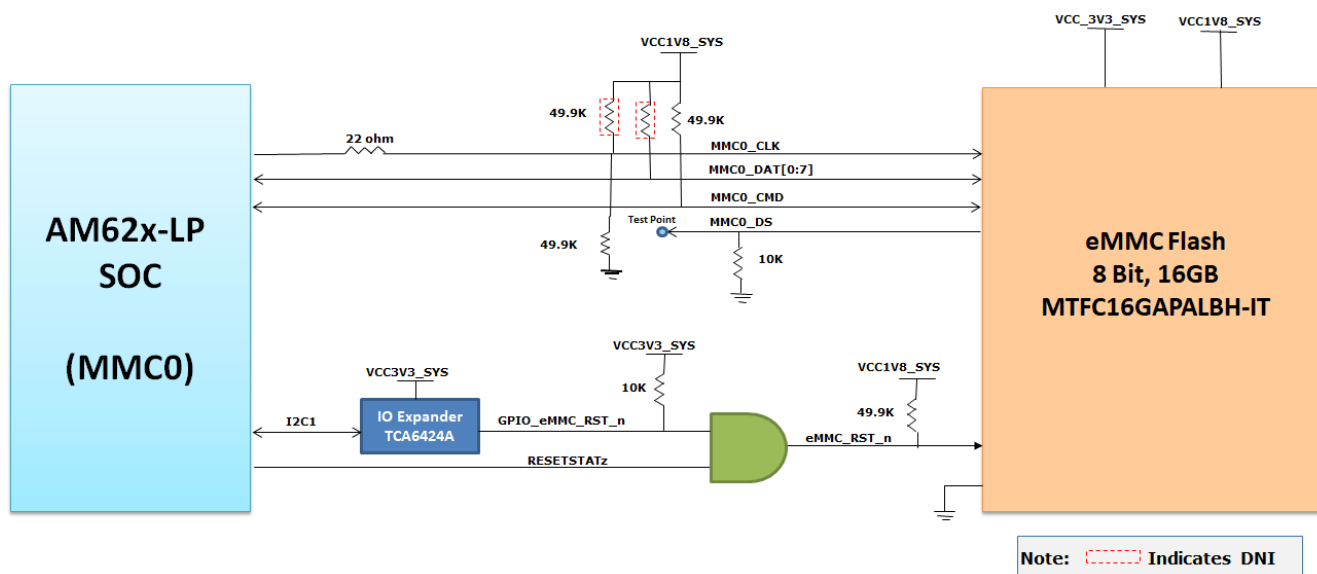 VCC_3V3_SYS
VCC1V8_SYS
VCC1V8_SYS
49.9K
49.9K
22 ohm
MMC0_CLK
MMC0_DAT[0:7]
MMC0_CMD
Test Point
MMC0_DS
49.9K
10K
AM62x-LP
SOC
(MMC0)
eMMC Flash
8 Bit, 16GB
MTFC16GAPALBH-IT
VCC3V3_SYS
VCC1V8_SYS
VCC3V3_SYS
10K
49.9K
I2C1
IO Expander
TCA6424A
GPIO_eMMC_RST_n
eMMC_RST_n
RESETSTATz
Note: Indicates DNI